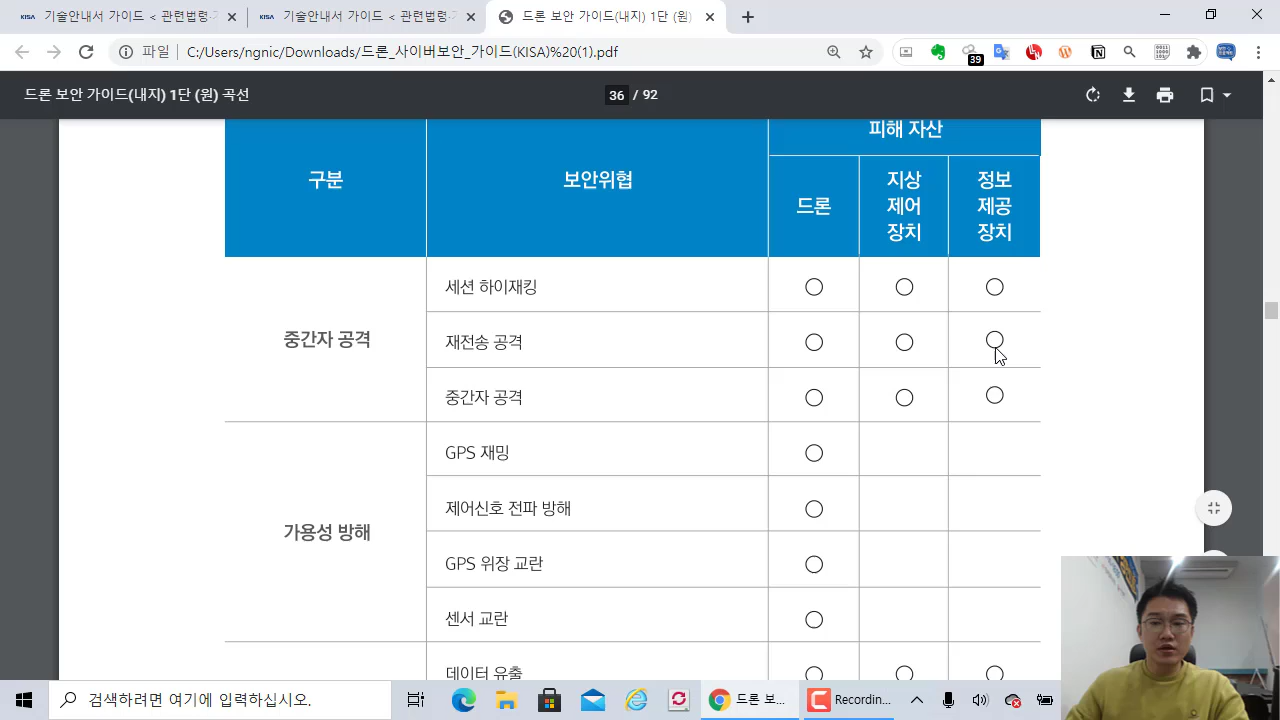 KISA 기술안내서 가이드 < 관련법령·
KISA 기술안내서 가이드 < 관련법령·
드론 보안 가이드(내지) 1단 (원)
파일 C:/Users/ngnic/Downloads/드론_사이버보안_가이드(KISA)%20(1).pdf
39
드론 보안 가이드(내지) 1단 (원) 곡선
36 / 92
구분
보안위협
피해 자산
드론
지상
제어
장치
정보
제공
장치
중간자 공격
세션 하이재킹 ○ ○ ○
재전송 공격 ○ ○ ○
중간자 공격 ○ ○ ○
가용성 방해
GPS 재밍 ○
제어신호 전파 방해 ○
GPS 위장 교란 ○
센서 교란 ○
데이터 유출 ○ ○ ○
검색하려면 여기에 입력하십시오.
드론 보...
Recordin...